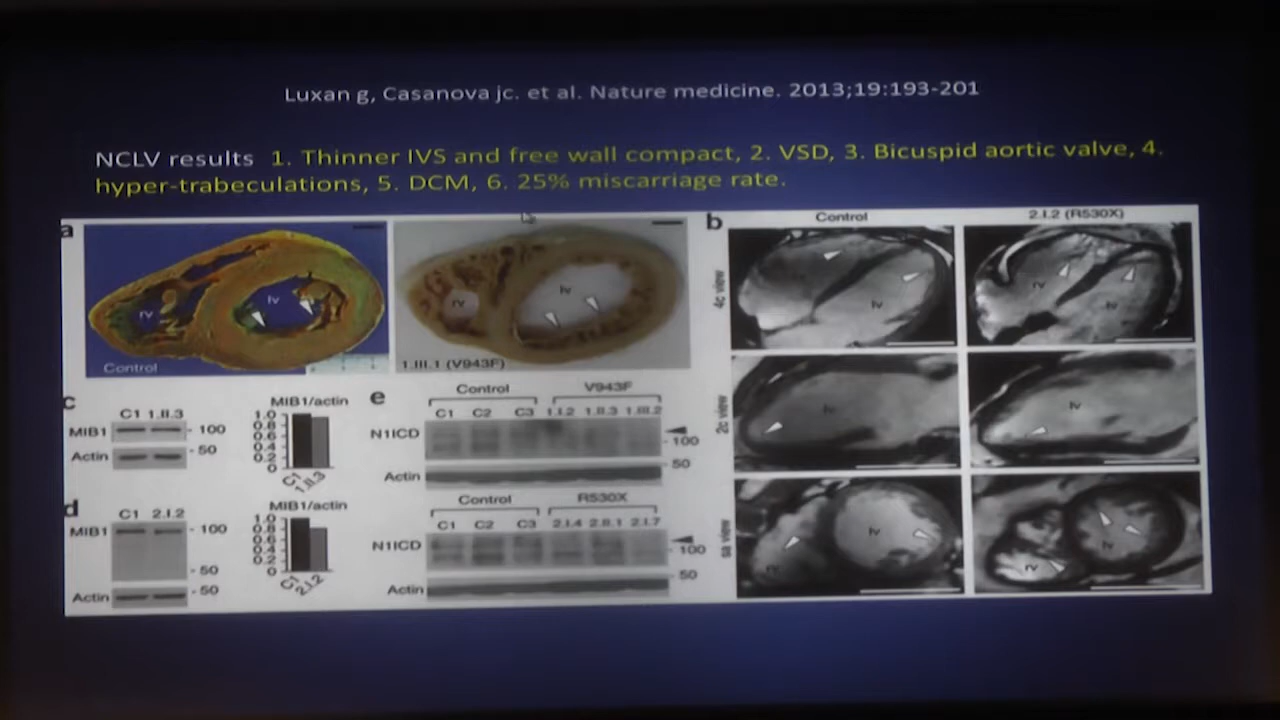 Luxan g, Casanova jc. et al. Nature medicine. 2013;19:193-201
NCLV results 1. Thinner IVS and free wall compact, 2. VSD, 3. Bicuspid aortic valve, 4.
hyper-trabeculations, 5. DCM, 6. 25% miscarriage rate.
a
rv
lv
Control
rv
lv
1.III.1 (V943F)
b
Control
2.I.2 (R530X)
4c view
lv
rv
lv
2c view
lv
lv
sa view
rv
lv
rv
lv
c
C1 1.II.3
MIB1
100
Actin
50
MIB1/actin
1.0
0.8
0.6
0.4
0.2
0
C1
1.II.3
d
C1 2.I.2
MIB1
100
50
Actin
50
MIB1/actin
1.0
0.8
0.6
0.4
0.2
0
C1
2.I.2
e
Control V943F
C1 C2 C3 1.I.2 1.II.3 1.III.2
N1ICD
100
50
Actin
Control R530X
C1 C2 C3 2.I.4 2.II.1 2.I.7
N1ICD
100
50
Actin